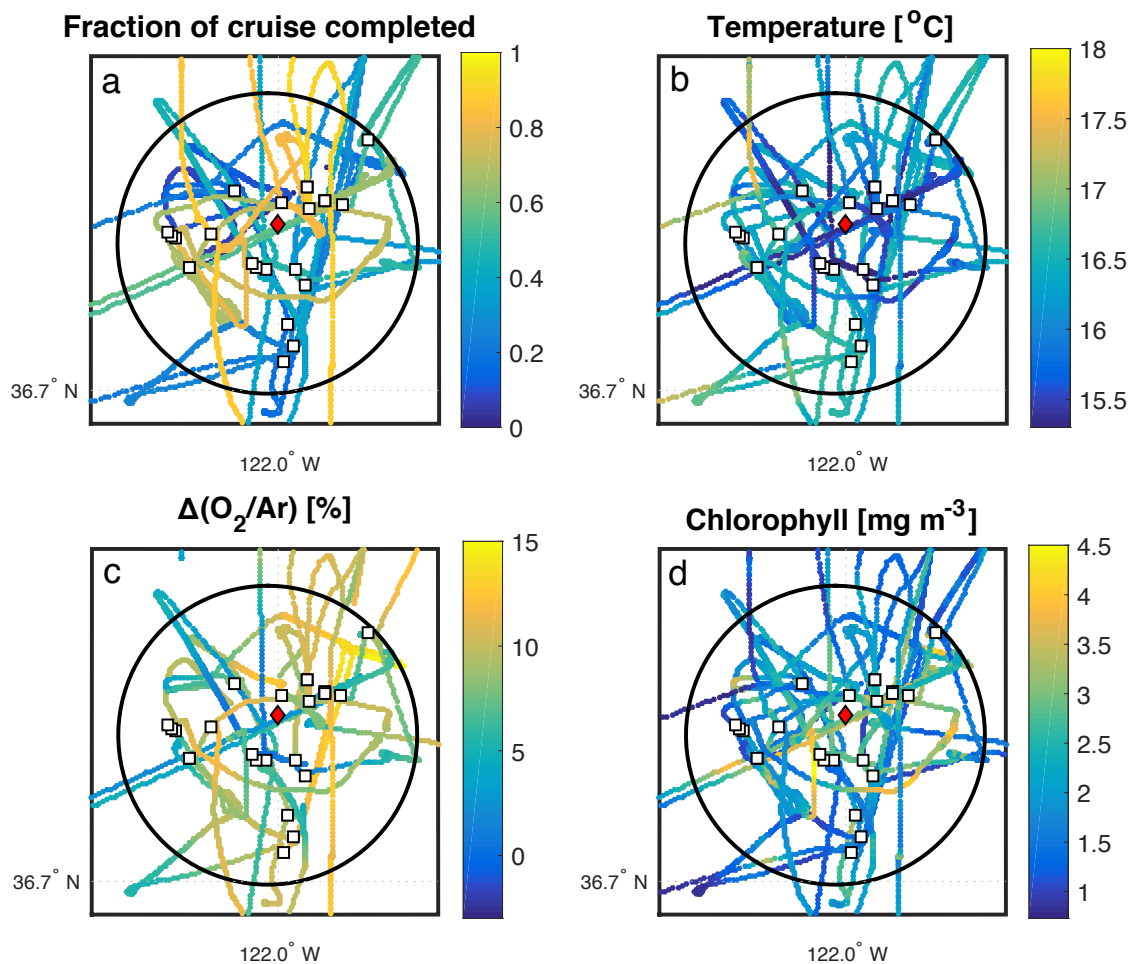 Fraction of cruise completed
a
1
0.8
0.6
0.4
0.2
0
36.7° N
122.0° W
Temperature [°C]
b
18
17.5
17
16.5
16
15.5
36.7° N
122.0° W
Δ(O₂/Ar) [%]
c
15
10
5
0
36.7° N
122.0° W
Chlorophyll [mg m⁻³]
d
4.5
4
3.5
3
2.5
2
1.5
1
36.7° N
122.0° W